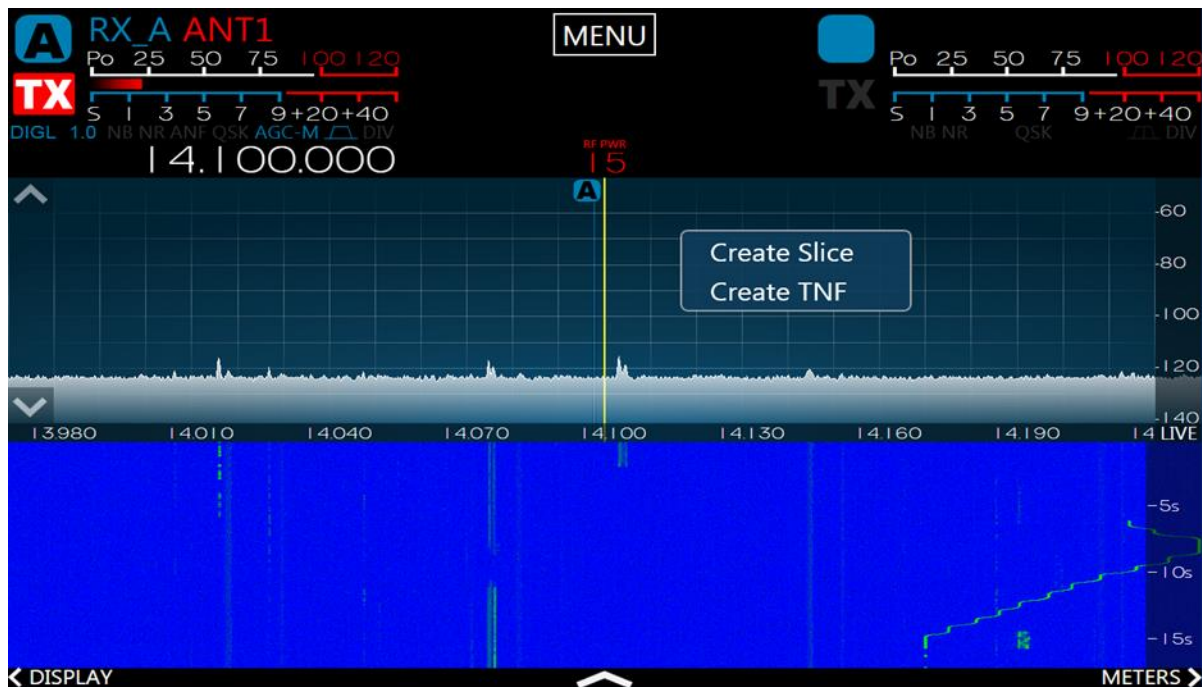 A RX_A ANT1
MENU
Po 25 50 75 100 120
Po 25 50 75 100 120
TX
TX
S 1 3 5 7 9+20+40
S 1 3 5 7 9+20+40
DIGL 1.0 NB NR ANF QSK AGC-M DIV
NB NR QSK DIV
14.100.000
RF PWR
15
A
-60
Create Slice
-80
Create TNF
-100
-120
-140
13.980 14.010 14.040 14.070 14.100 14.130 14.160 14.190 14 LIVE
-5s
-10s
-15s
< DISPLAY
METERS >